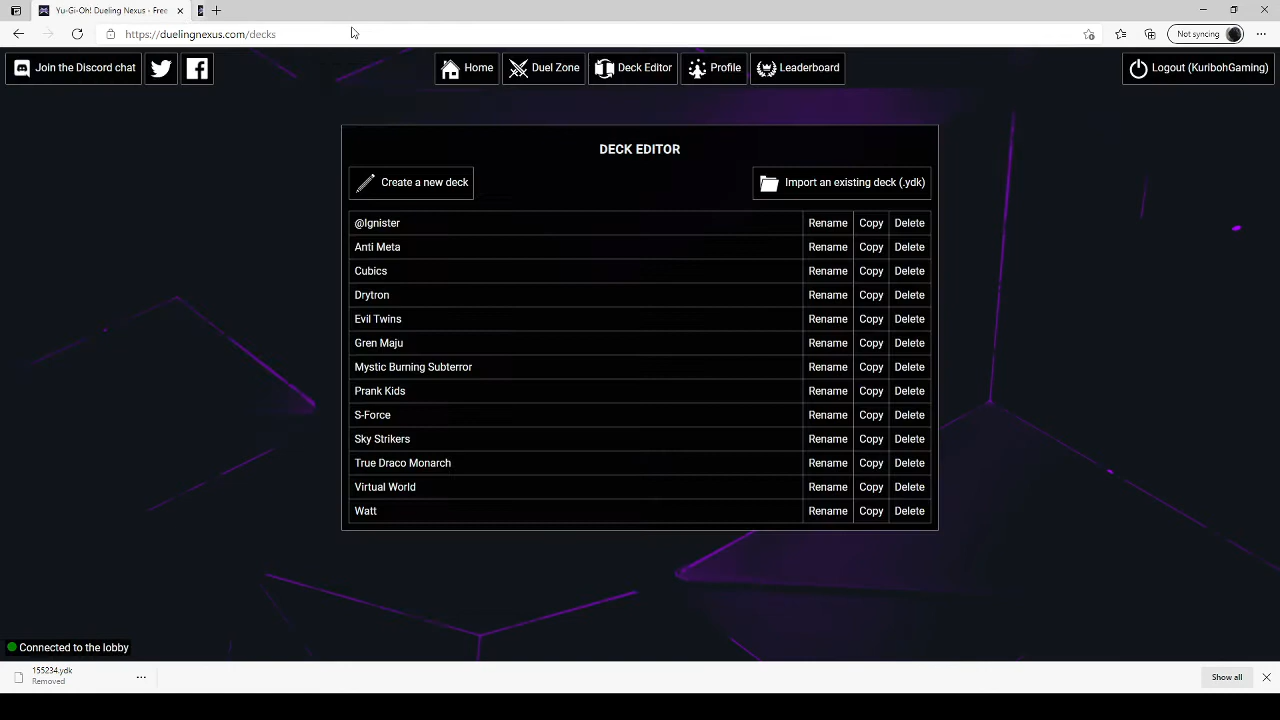 Yu-Gi-Oh! Dueling Nexus - Free
https://duelingnexus.com/decks
Not syncing
Join the Discord chat
Home
Duel Zone
Deck Editor
Profile
Leaderboard
Logout (KuribohGaming)
DECK EDITOR
Create a new deck
Import an existing deck (.ydk)
@Ignister Rename Copy Delete
Anti Meta Rename Copy Delete
Cubics Rename Copy Delete
Drytron Rename Copy Delete
Evil Twins Rename Copy Delete
Gren Maju Rename Copy Delete
Mystic Burning Subterror Rename Copy Delete
Prank Kids Rename Copy Delete
S-Force Rename Copy Delete
Sky Strikers Rename Copy Delete
True Draco Monarch Rename Copy Delete
Virtual World Rename Copy Delete
Watt Rename Copy Delete
Connected to the lobby
155234.ydk
Removed
Show all